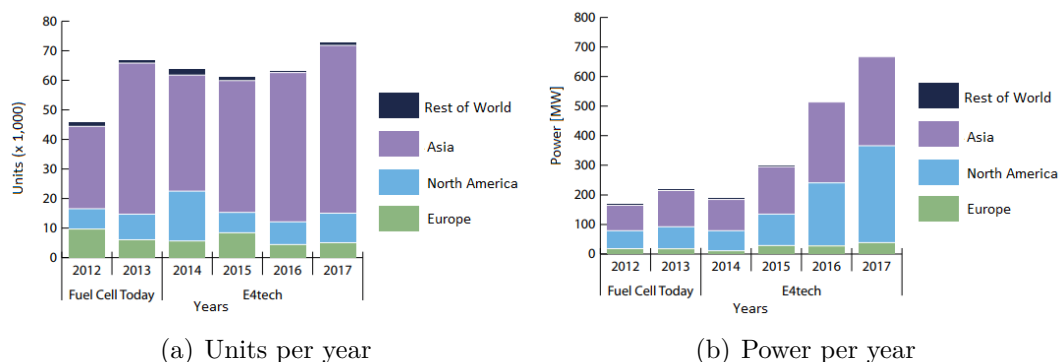 80
70
60
50
40
30
20
10
0
Units (x 1,000)
2012 2013 2014 2015 2016 2017
Fuel Cell Today E4tech
Years
Rest of World
Asia
North America
Europe
(a) Units per year
800
700
600
500
400
300
200
100
0
Power [MW]
2012 2013 2014 2015 2016 2017
Fuel Cell Today E4tech
Years
Rest of World
Asia
North America
Europe
(b) Power per year